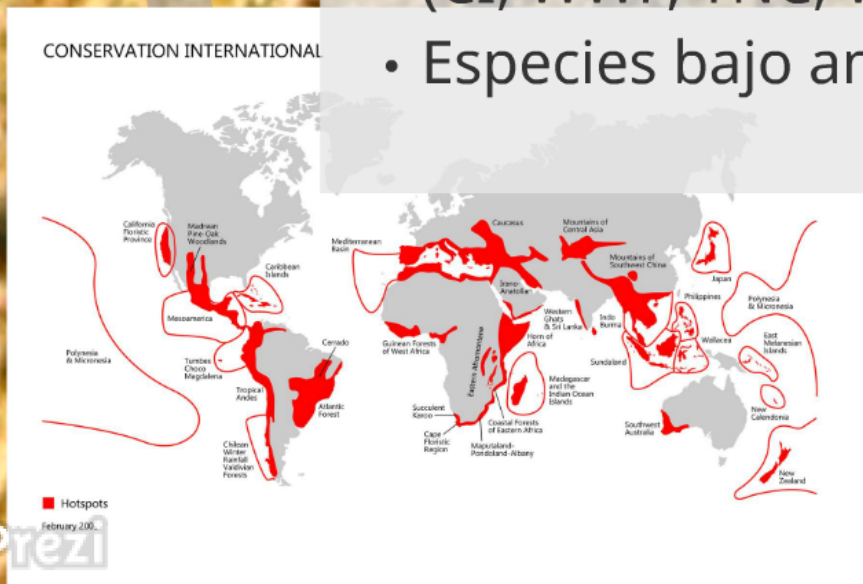 CONSERVATION INTERNATIONAL
• Especies bajo
California
Floristic
Province
Madrean
Pine-Oak
Woodlands
Caribbean
Islands
Mesoamerica
Polynesia
& Micronesia
Tumbes
Choco
Magdelena
Tropical
Andes
Cerrado
Atlantic
Forest
Chilean
Winter
Rainfall
Valdivian
Forests
Mediterranean
Basin
Caucasus
Mountains of
Central Asia
Irano-
Anatolian
Mountains of
Southwest China
Japan
Philippines
Polynesia
& Micronesia
Western
Ghats
& Sri Lanka
Indo
Burma
Guinean Forests
of West Africa
Eastern Afromontane
Horn of
Africa
Wallacea
East
Melanesian
Islands
Sundaland
Madagascar
and the
Indian Ocean
Islands
Succulent
Karoo
Cape
Floristic
Region
Coastal Forests
of Eastern Africa
Maputaland-
Pondoland-Albany
Southwest
Australia
New
Caledonia
New
Zealand
Hotspots
February
Prezi